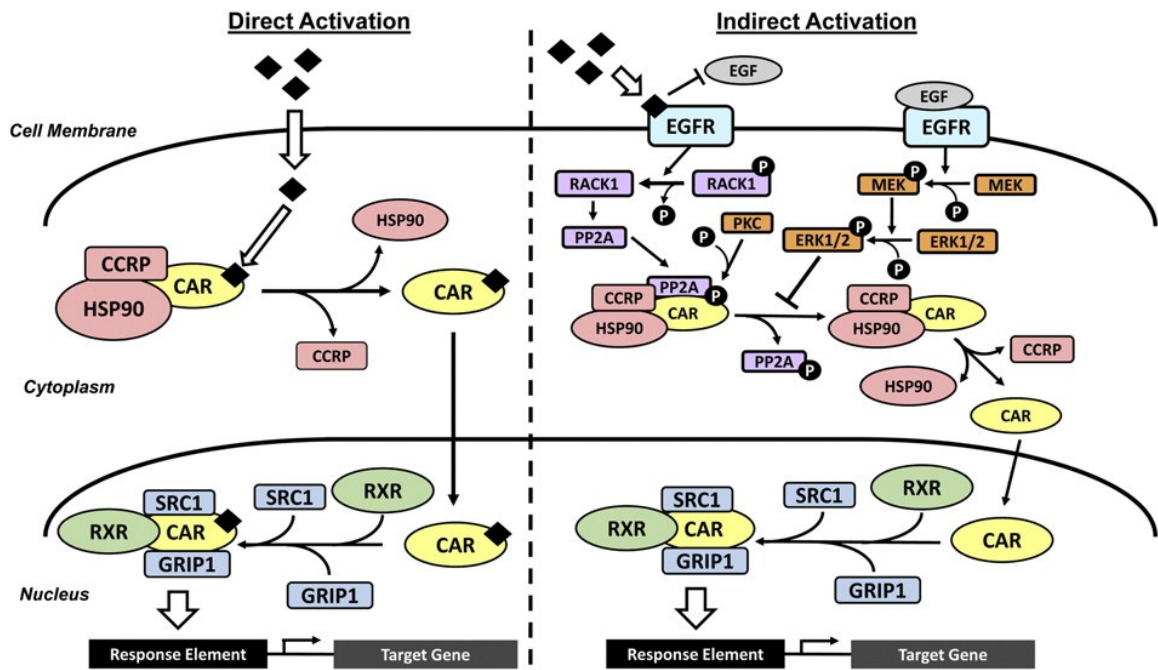 Direct Activation
Indirect Activation
Cell Membrane
Cytoplasm
Nucleus
HSP90
CCRP
CAR
HSP90
CAR
CCRP
SRC1
SRC1
RXR
RXR
CAR
CAR
GRIP1
GRIP1
Response Element
Target Gene
EGF
EGFR
EGF
EGFR
RACK1
RACK1
P
P
PP2A
PKC
P
MEK
P
MEK
P
ERK1/2
P
ERK1/2
P
PP2A
P
CCRP
CAR
HSP90
PP2A
P
CCRP
CAR
HSP90
CCRP
HSP90
CAR
SRC1
SRC1
RXR
RXR
CAR
CAR
GRIP1
GRIP1
Response Element
Target Gene